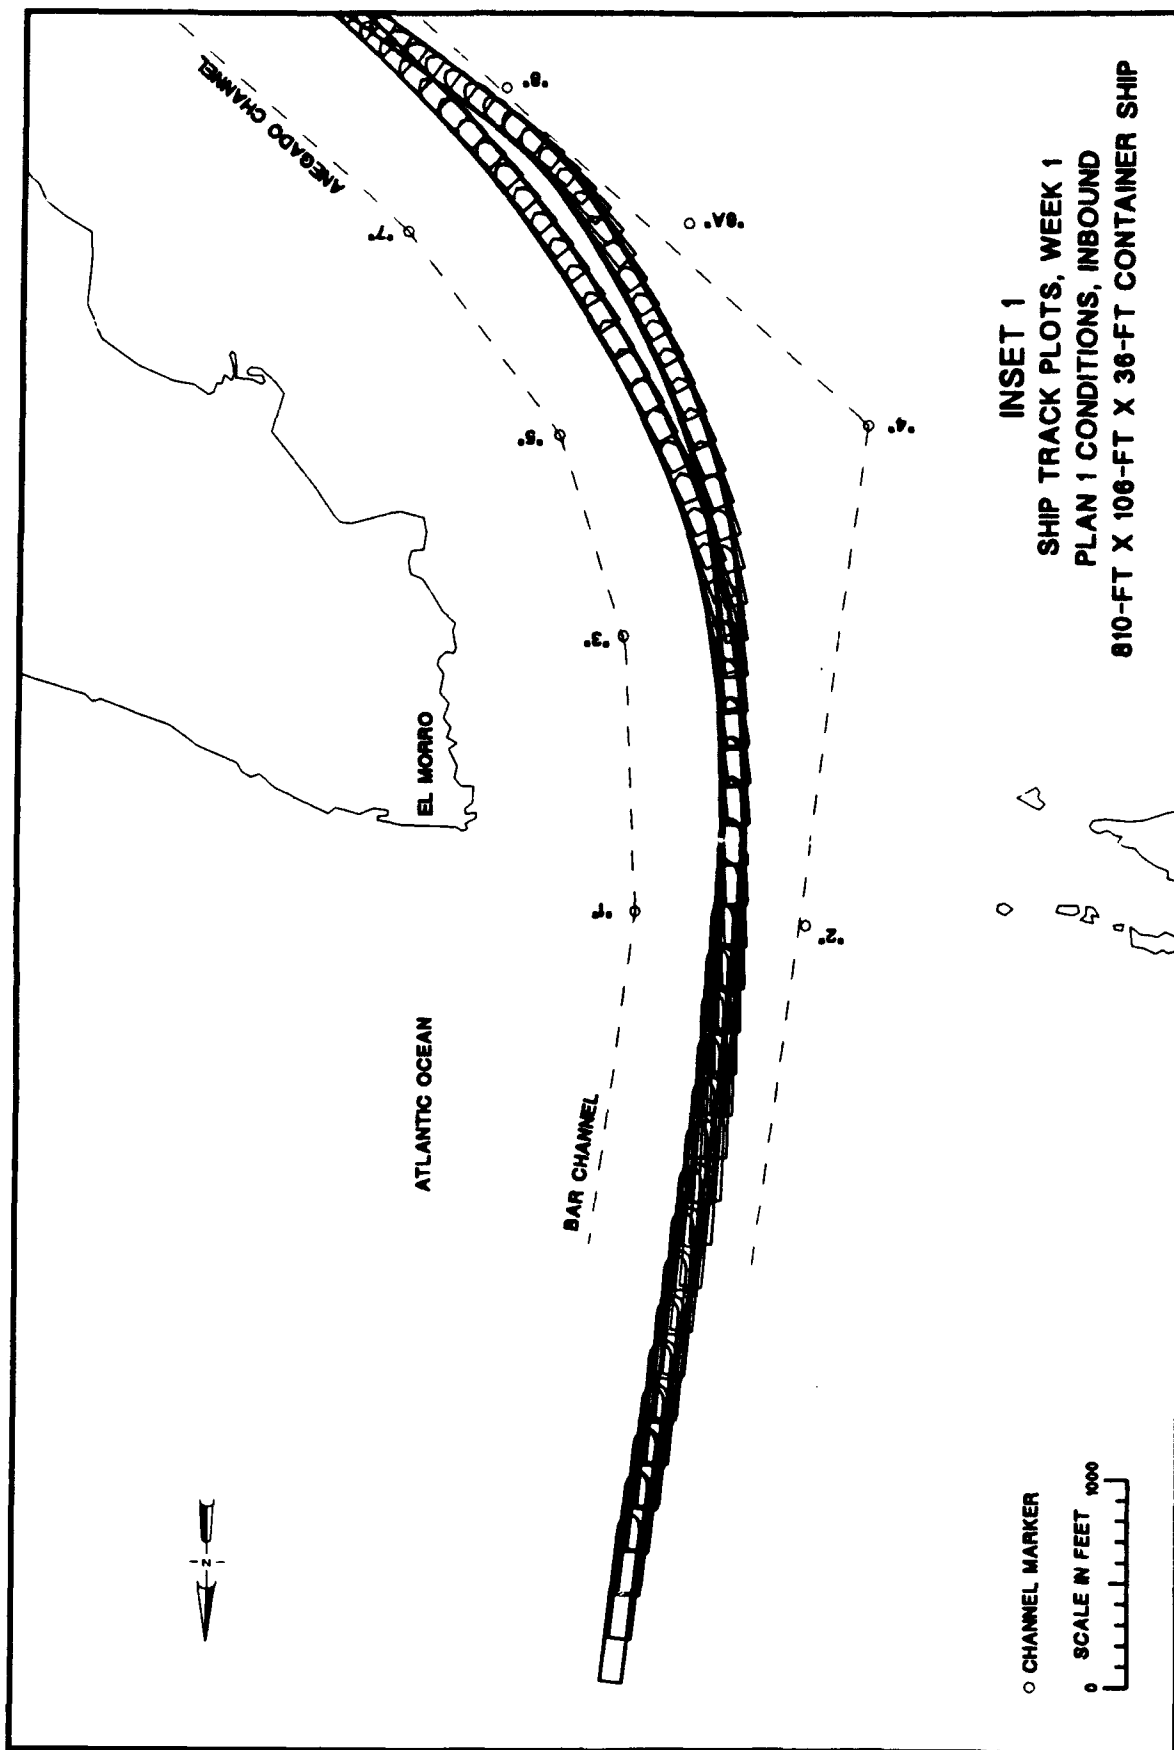 INSET 1
SHIP TRACK PLOTS, WEEK 1
PLAN 1 CONDITIONS, INBOUND
810-FT X 106-FT X 36-FT CONTAINER SHIP
ANEGADO CHANNEL
"7"
"8"
"6A"
"5"
"4"
"3"
EL MORRO
"1"
"2"
ATLANTIC OCEAN
BAR CHANNEL
N
CHANNEL MARKER
SCALE IN FEET
0 1000